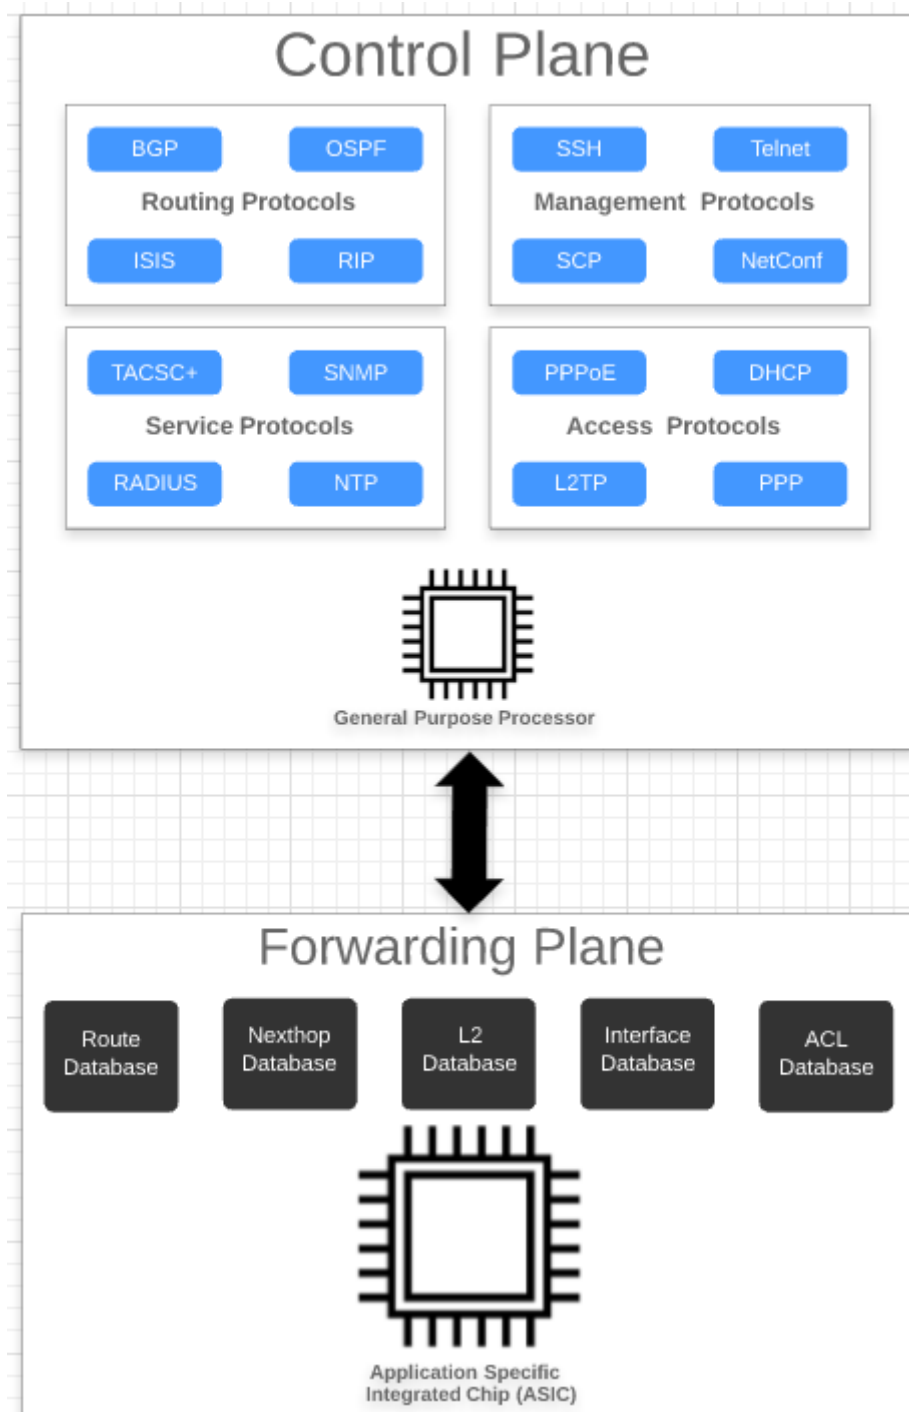 Control Plane
BGP
OSPF
Routing Protocols
ISIS
RIP
SSH
Telnet
Management Protocols
SCP
NetConf
TACSC+
SNMP
Service Protocols
RADIUS
NTP
PPPoE
DHCP
Access Protocols
L2TP
PPP
General Purpose Processor
Forwarding Plane
Route
Database
Nexthop
Database
L2
Database
Interface
Database
ACL
Database
Application Specific
Integrated Chip (ASIC)